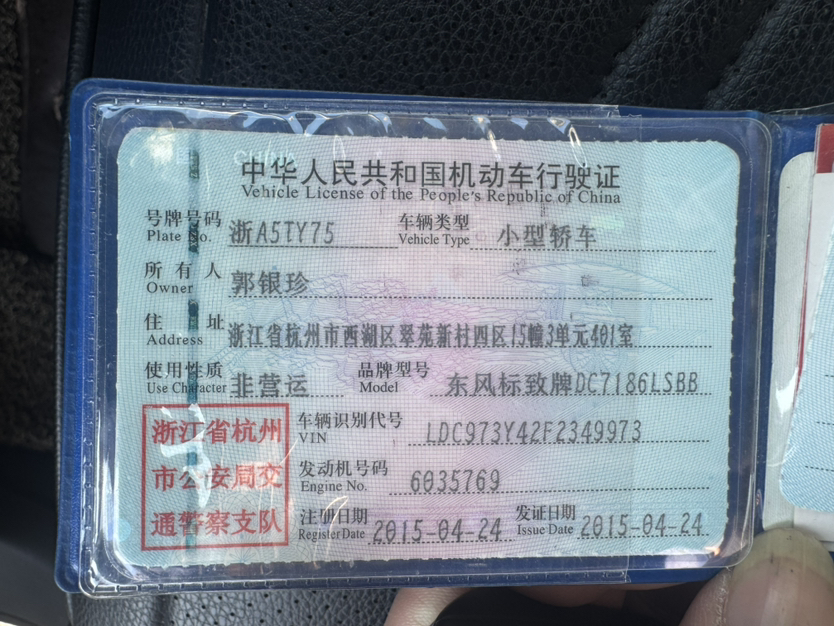 中华人民共和国机动车行驶证
Vehicle License of the People's Republic of China
号牌号码 浙A5TY75 车辆类型 小型轿车
Plate No. Vehicle Type
所有人 郭银珍
Owner
住址 浙江省杭州市西湖区翠苑新村四区15幢3单元401室
Address
使用性质 非营运 品牌型号 东风标致牌DC7186LSBB
Use Character Model
车辆识别代号 LDC973Y42F2349973
VIN
发动机号码 6035769
Engine No.
注册日期 2015-04-24 发证日期 2015-04-24
Register Date Issue Date
浙江省杭州
市公安局交
通警察支队